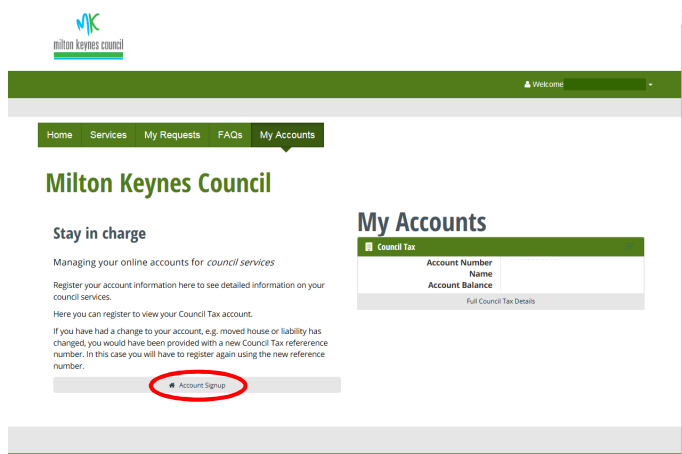 MK
milton keynes council
Welcome
Home Services My Requests FAQs My Accounts
Milton Keynes Council
Stay in charge
Managing your online accounts for council services
Register your account information here to see detailed information on your
council services.
Here you can register to view your Council Tax account.
If you have had a change to your account, e.g. moved house or liability has
changed, you would have been provided with a new Council Tax refererence
number. In this case you will have to register again using the new reference
number.
Account Signup
My Accounts
Council Tax
Account Number
Name
Account Balance
Full Council Tax Details